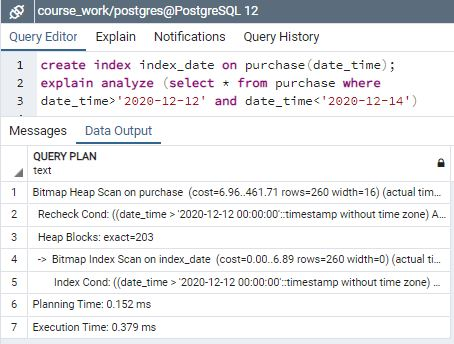 course_work/postgres@PostgreSQL 12
Query Editor Explain Notifications Query History
1 create index index_date on purchase(date_time);
2 explain analyze (select * from purchase where
3 date_time>'2020-12-12' and date_time<'2020-12-14')
Messages Data Output
QUERY PLAN
text
1 Bitmap Heap Scan on purchase (cost=6.96..461.71 rows=260 width=16) (actual tim...
2 Recheck Cond: ((date_time > '2020-12-12 00:00:00'::timestamp without time zone) A...
3 Heap Blocks: exact=203
4 -> Bitmap Index Scan on index_date (cost=0.00..6.89 rows=260 width=0) (actual ti...
5 Index Cond: ((date_time > '2020-12-12 00:00:00'::timestamp without time zone) ...
6 Planning Time: 0.152 ms
7 Execution Time: 0.379 ms